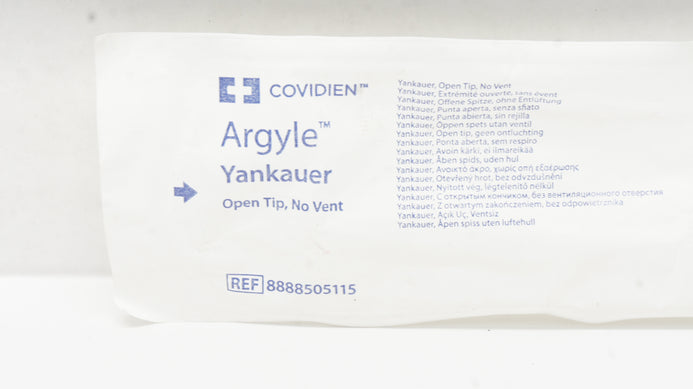 COVIDIEN™
Argyle™
Yankauer
Open Tip, No Vent
REF 8888505115
Yankauer, Open Tip, No Vent
Yankauer, Extrémité ouverte, sans évent
Yankauer, Offene Spitze, ohne Entlüftung
Yankauer, Punta aperta, senza sfiato
Yankauer, Punta abierta, sin rejilla
Yankauer, Öppen spets utan ventil
Yankauer, Open tip, geen ontluchting
Yankauer, Ponta aberta, sem respiro
Yankauer, Avoin kärki, ei ilmareikää
Yankauer, Åben spids, uden hul
Yankauer, Ανοικτό άκρο, χωρίς οπή εξαέρωσης
Yankauer, Otevřený hrot, bez odvzdušnění
Yankauer, Nyitott vég, légtelenítő nélkül
Yankauer, С открытым кончиком, без вентиляционного отверстия
Yankauer, Z otwartym zakończeniem, bez odpowietrznika
Yankauer, Açık Uç, Ventsiz
Yankauer, Åpen spiss uten luftehull